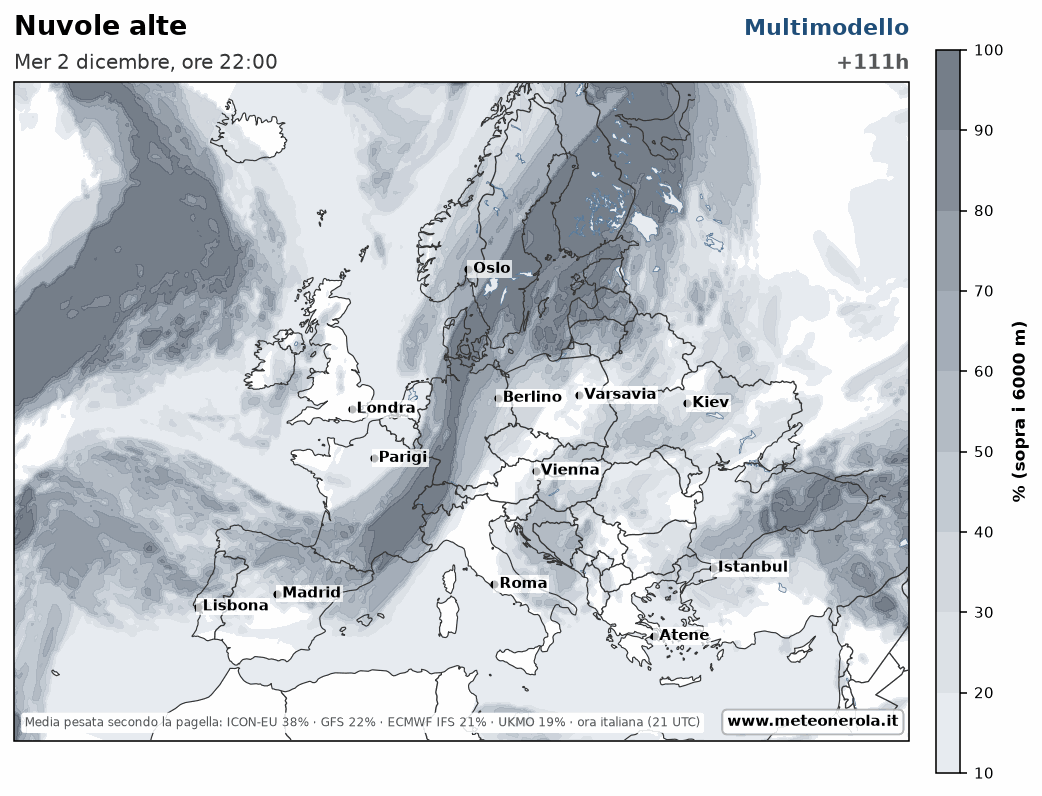 Nuvole alte
Multimodello
Mer 2 dicembre, ore 22:00
+111h
100
90
80
70
60
50
40
30
20
10
% (sopra i 6000 m)
Oslo
Berlino
Varsavia
Kiev
Londra
Parigi
Vienna
Istanbul
Roma
Madrid
Lisbona
Atene
Media pesata secondo la pagella: ICON-EU 38% · GFS 22% · ECMWF IFS 21% · UKMO 19% · ora italiana (21 UTC)
www.meteonerola.it